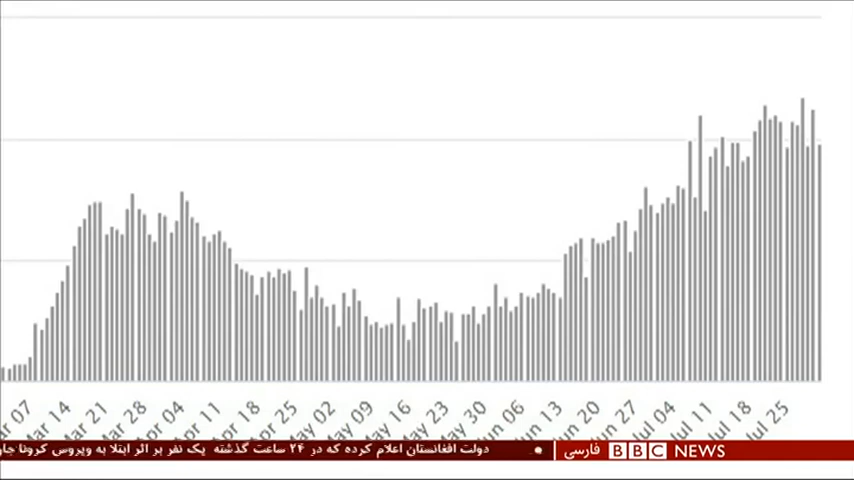 Mar 14
Mar 21
Mar 28
Apr 04
Apr 11
Apr 18
Apr 25
May 02
May 09
May 16
May 23
May 30
Jun 06
Jun 13
Jun 20
Jun 27
Jul 04
Jul 11
Jul 18
Jul 25
دولت افغانستان اعلام کرده که در ۲۴ ساعت گذشته یک نفر بر اثر ابتلا به ویروس کرونا
BBC NEWS فارسی